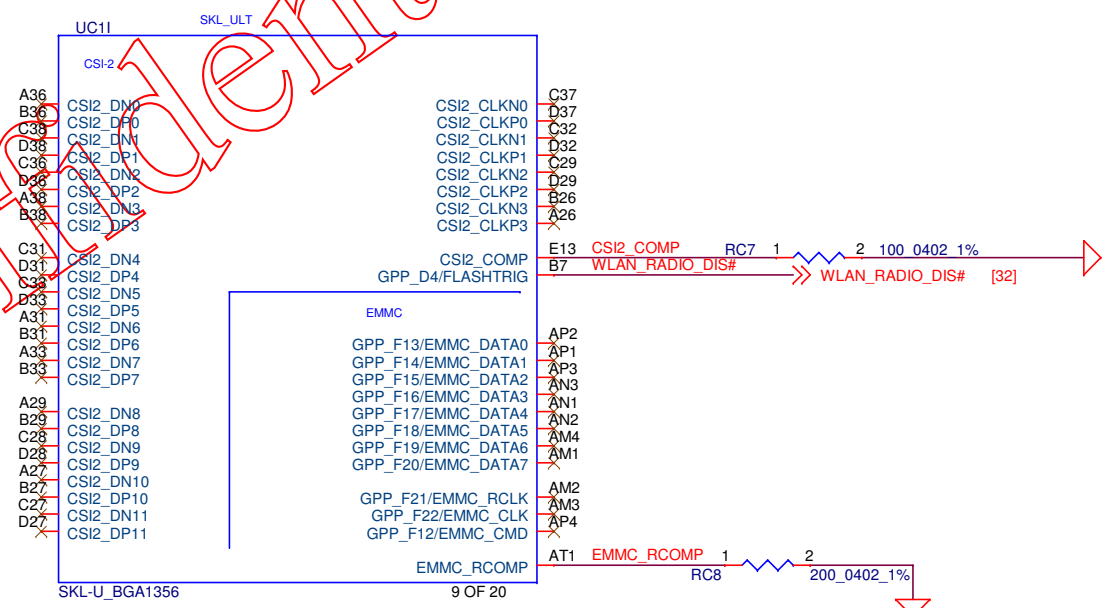 UC1I
SKL_ULT
CSI-2
A36 CSI2_DN0
B36 CSI2_DP0
C38 CSI2_DN1
D38 CSI2_DP1
C36 CSI2_DN2
D36 CSI2_DP2
A38 CSI2_DN3
B38 CSI2_DP3
C31 CSI2_DN4
D31 CSI2_DP4
C33 CSI2_DN5
D33 CSI2_DP5
A31 CSI2_DN6
B31 CSI2_DP6
A33 CSI2_DN7
B33 CSI2_DP7
A29 CSI2_DN8
B29 CSI2_DP8
C28 CSI2_DN9
D28 CSI2_DP9
A27 CSI2_DN10
B27 CSI2_DP10
C27 CSI2_DN11
D27 CSI2_DP11
CSI2_CLKN0 C37
CSI2_CLKP0 D37
CSI2_CLKN1 C32
CSI2_CLKP1 D32
CSI2_CLKN2 C29
CSI2_CLKP2 D29
CSI2_CLKN3 B26
CSI2_CLKP3 A26
CSI2_COMP E13 CSI2_COMP RC7 1 2 100_0402_1%
GPP_D4/FLASHTRIG B7 WLAN_RADIO_DIS# WLAN_RADIO_DIS# [32]
EMMC
GPP_F13/EMMC_DATA0 AP2
GPP_F14/EMMC_DATA1 AP1
GPP_F15/EMMC_DATA2 AP3
GPP_F16/EMMC_DATA3 AN3
GPP_F17/EMMC_DATA4 AN1
GPP_F18/EMMC_DATA5 AN2
GPP_F19/EMMC_DATA6 AM4
GPP_F20/EMMC_DATA7 AM1
GPP_F21/EMMC_RCLK AM2
GPP_F22/EMMC_CLK AM3
GPP_F12/EMMC_CMD AP4
EMMC_RCOMP AT1 EMMC_RCOMP 1 2
RC8 200_0402_1%
SKL-U_BGA1356
9 OF 20